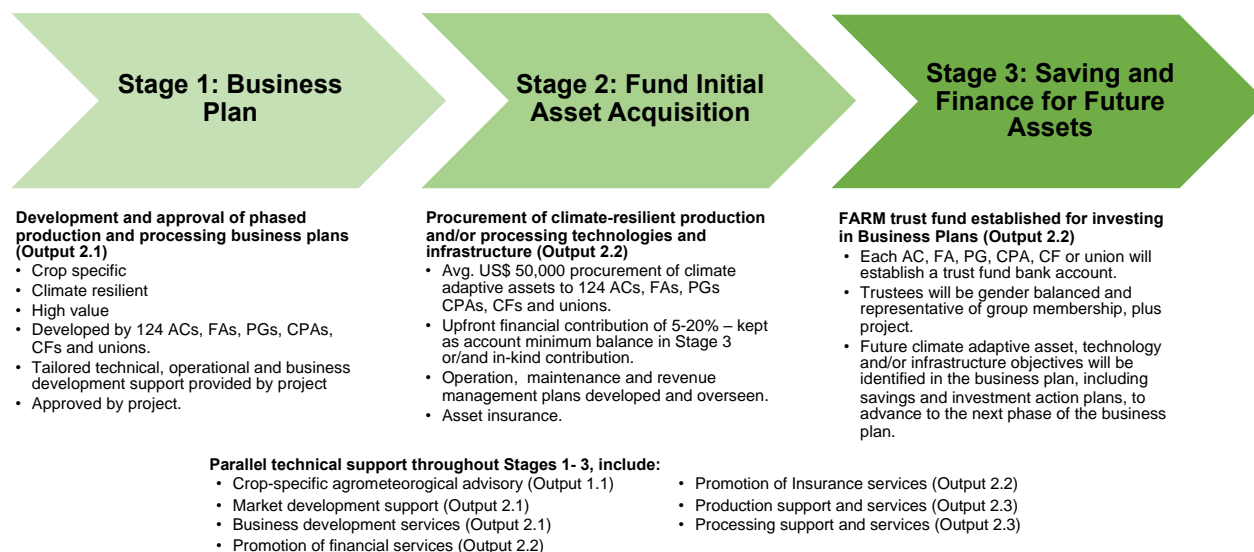 Stage 1: Business
Plan
Stage 2: Fund Initial
Asset Acquisition
Stage 3: Saving and
Finance for Future
Assets
Development and approval of phased
production and processing business plans
(Output 2.1)
• Crop specific
• Climate resilient
• High value
• Developed by 124 ACs, FAs, PGs, CPAs,
CFs and unions.
• Tailored technical, operational and business
development support provided by project
• Approved by project.
Procurement of climate-resilient production
and/or processing technologies and
infrastructure (Output 2.2)
• Avg. US$ 50,000 procurement of climate
adaptive assets to 124 ACs, FAs, PGs
CPAs, CFs and unions.
• Upfront financial contribution of 5-20% – kept
as account minimum balance in Stage 3
or/and in-kind contribution.
• Operation, maintenance and revenue
management plans developed and overseen.
• Asset insurance.
FARM trust fund established for investing
in Business Plans (Output 2.2)
• Each AC, FA, PG, CPA, CF or union will
establish a trust fund bank account.
• Trustees will be gender balanced and
representative of group membership, plus
project.
• Future climate adaptive asset, technology
and/or infrastructure objectives will be
identified in the business plan, including
savings and investment action plans, to
advance to the next phase of the business
plan.
Parallel technical support throughout Stages 1- 3, include:
• Crop-specific agrometeorogical advisory (Output 1.1)
• Market development support (Output 2.1)
• Business development services (Output 2.1)
• Promotion of financial services (Output 2.2)
• Promotion of Insurance services (Output 2.2)
• Production support and services (Output 2.3)
• Processing support and services (Output 2.3)